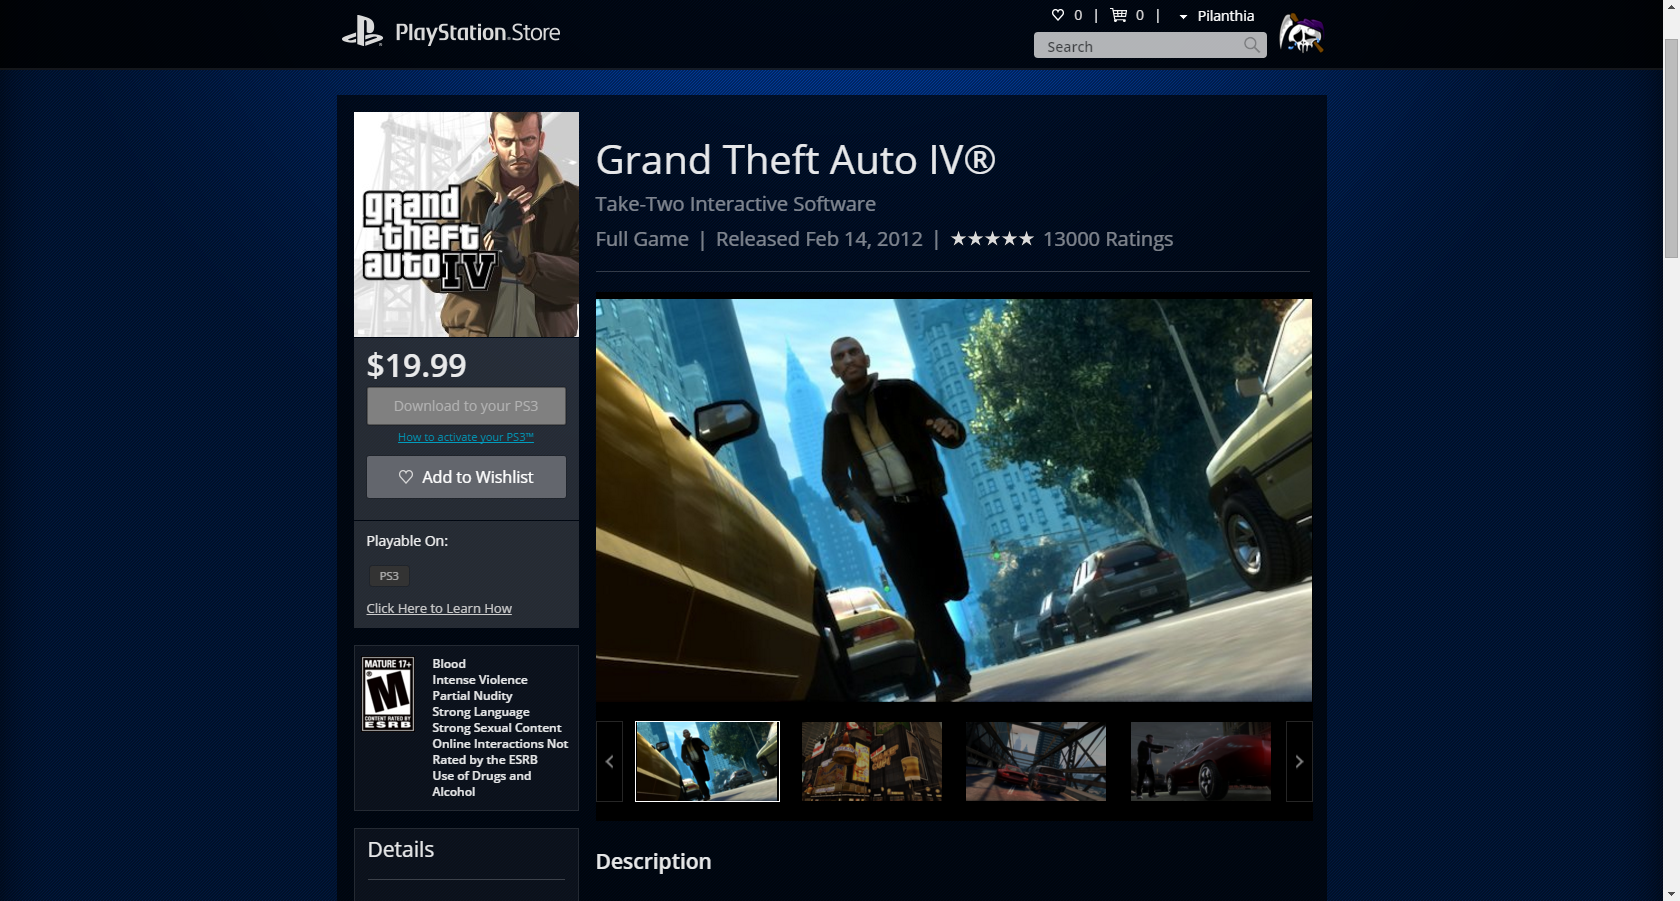 PlayStation.Store
0 | 0 | Pilanthia
Search
grand
theft
auto IV
$19.99
Download to your PS3
How to activate your PS3™
Add to Wishlist
Playable On:
PS3
Click Here to Learn How
MATURE 17+
M
CONTENT RATED BY
ESRB
Blood
Intense Violence
Partial Nudity
Strong Language
Strong Sexual Content
Online Interactions Not
Rated by the ESRB
Use of Drugs and
Alcohol
Details
Grand Theft Auto IV®
Take-Two Interactive Software
Full Game | Released Feb 14, 2012 | ★★★★★ 13000 Ratings
Description